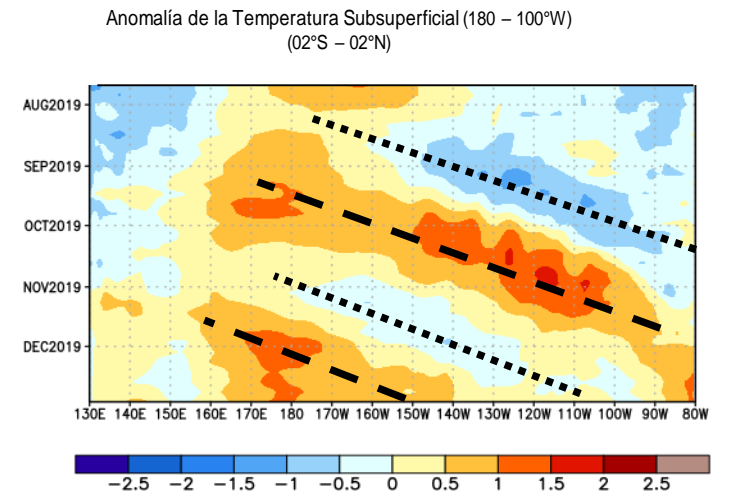 Anomalía de la Temperatura Subsuperficial (180 – 100°W)
(02°S – 02°N)
AUG2019
SEP2019
OCT2019
NOV2019
DEC2019
130E 140E 150E 160E 170E 180 170W 160W 150W 140W 130W 120W 110W 100W 90W 80W
−2.5 −2 −1.5 −1 −0.5 0 0.5 1 1.5 2 2.5